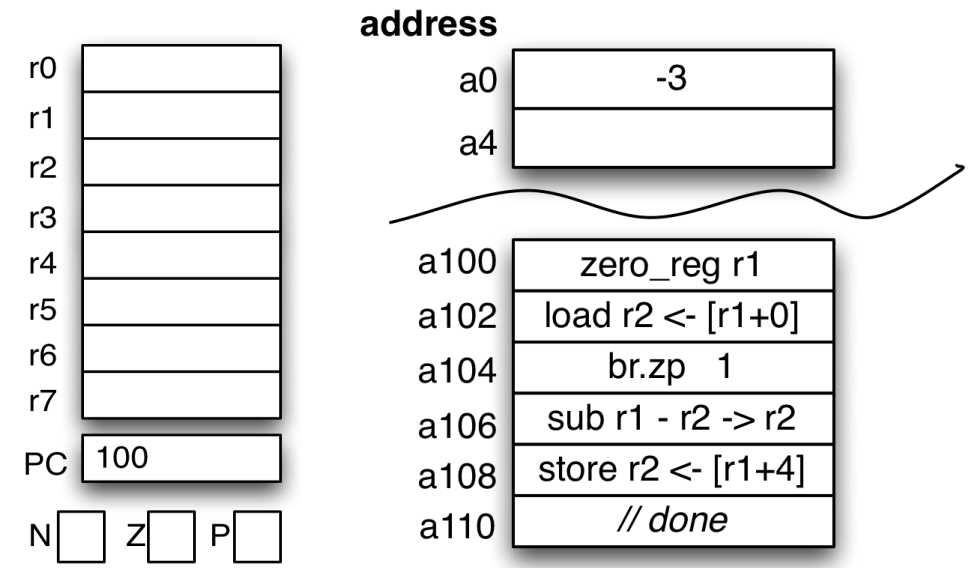 r0
r1
r2
r3
r4
r5
r6
r7
PC 100
N Z P
address
a0 -3
a4
a100 zero_reg r1
a102 load r2 <- [r1+0]
a104 br.zp 1
a106 sub r1 - r2 -> r2
a108 store r2 <- [r1+4]
a110 // done